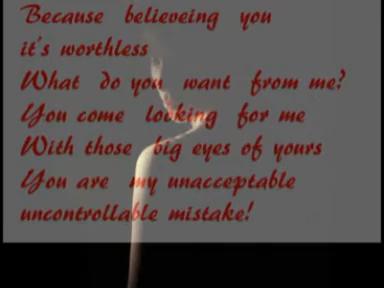 Because believeing you
it's worthless
What do you want from me?
You come looking for me
With those big eyes of yours
You are my unacceptable
uncontrollable mistake!